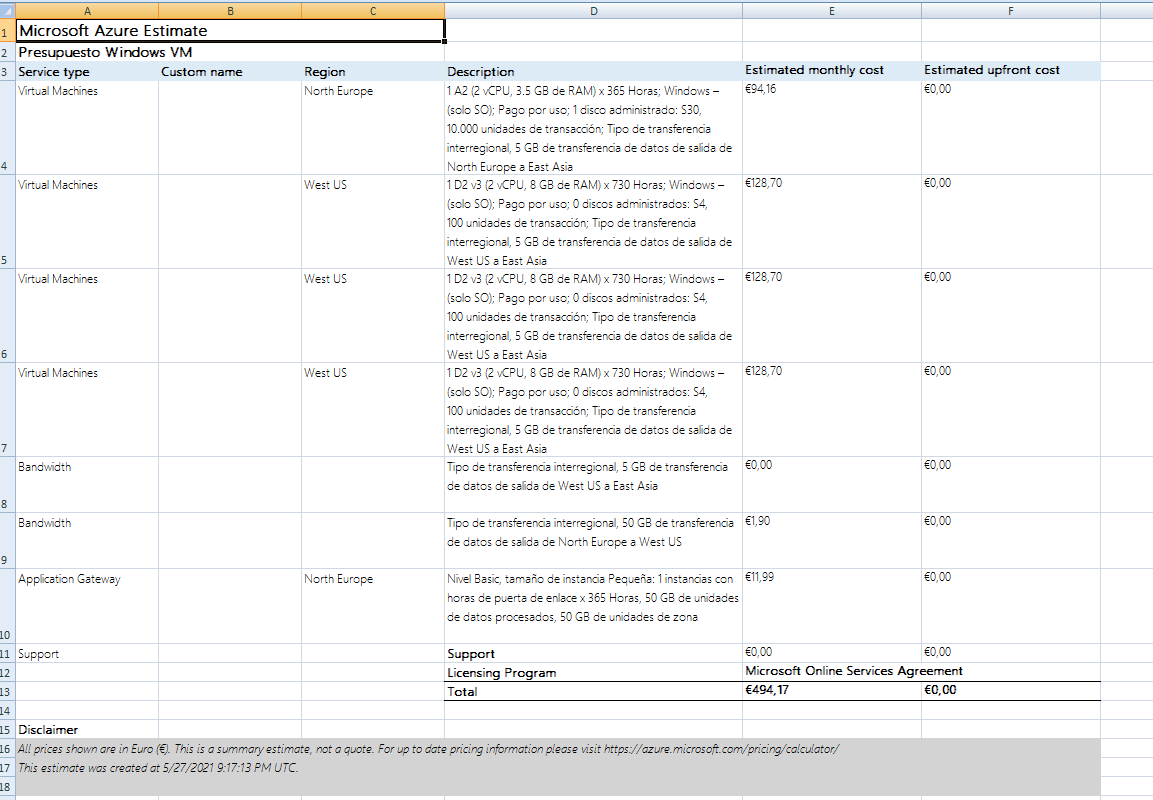 A B C D E F
1 Microsoft Azure Estimate
2 Presupuesto Windows VM
3 Service type Custom name Region Description Estimated monthly cost Estimated upfront cost
Virtual Machines North Europe 1 A2 (2 vCPU, 3.5 GB de RAM) x 365 Horas; Windows – €94,16 €0,00
(solo SO); Pago por uso; 1 disco administrado: S30,
10.000 unidades de transacción; Tipo de transferencia
interregional, 5 GB de transferencia de datos de salida de
4 North Europe a East Asia
Virtual Machines West US 1 D2 v3 (2 vCPU, 8 GB de RAM) x 730 Horas; Windows – €128,70 €0,00
(solo SO); Pago por uso; 0 discos administrados: S4,
100 unidades de transacción; Tipo de transferencia
interregional, 5 GB de transferencia de datos de salida de
5 West US a East Asia
Virtual Machines West US 1 D2 v3 (2 vCPU, 8 GB de RAM) x 730 Horas; Windows – €128,70 €0,00
(solo SO); Pago por uso; 0 discos administrados: S4,
100 unidades de transacción; Tipo de transferencia
interregional, 5 GB de transferencia de datos de salida de
6 West US a East Asia
Virtual Machines West US 1 D2 v3 (2 vCPU, 8 GB de RAM) x 730 Horas; Windows – €128,70 €0,00
(solo SO); Pago por uso; 0 discos administrados: S4,
100 unidades de transacción; Tipo de transferencia
interregional, 5 GB de transferencia de datos de salida de
7 West US a East Asia
Bandwidth Tipo de transferencia interregional, 5 GB de transferencia €0,00 €0,00
de datos de salida de West US a East Asia
8
Bandwidth Tipo de transferencia interregional, 50 GB de transferencia €1,90 €0,00
de datos de salida de North Europe a West US
9
Application Gateway North Europe Nivel Basic, tamaño de instancia Pequeña: 1 instancias con €11,99 €0,00
horas de puerta de enlace x 365 Horas, 50 GB de unidades
de datos procesados, 50 GB de unidades de zona
10
11 Support Support €0,00 €0,00
12 Licensing Program Microsoft Online Services Agreement
13 Total €494,17 €0,00
14
15 Disclaimer
16 All prices shown are in Euro (€). This is a summary estimate, not a quote. For up to date pricing information please visit https://azure.microsoft.com/pricing/calculator/
17 This estimate was created at 5/27/2021 9:17:13 PM UTC.
18